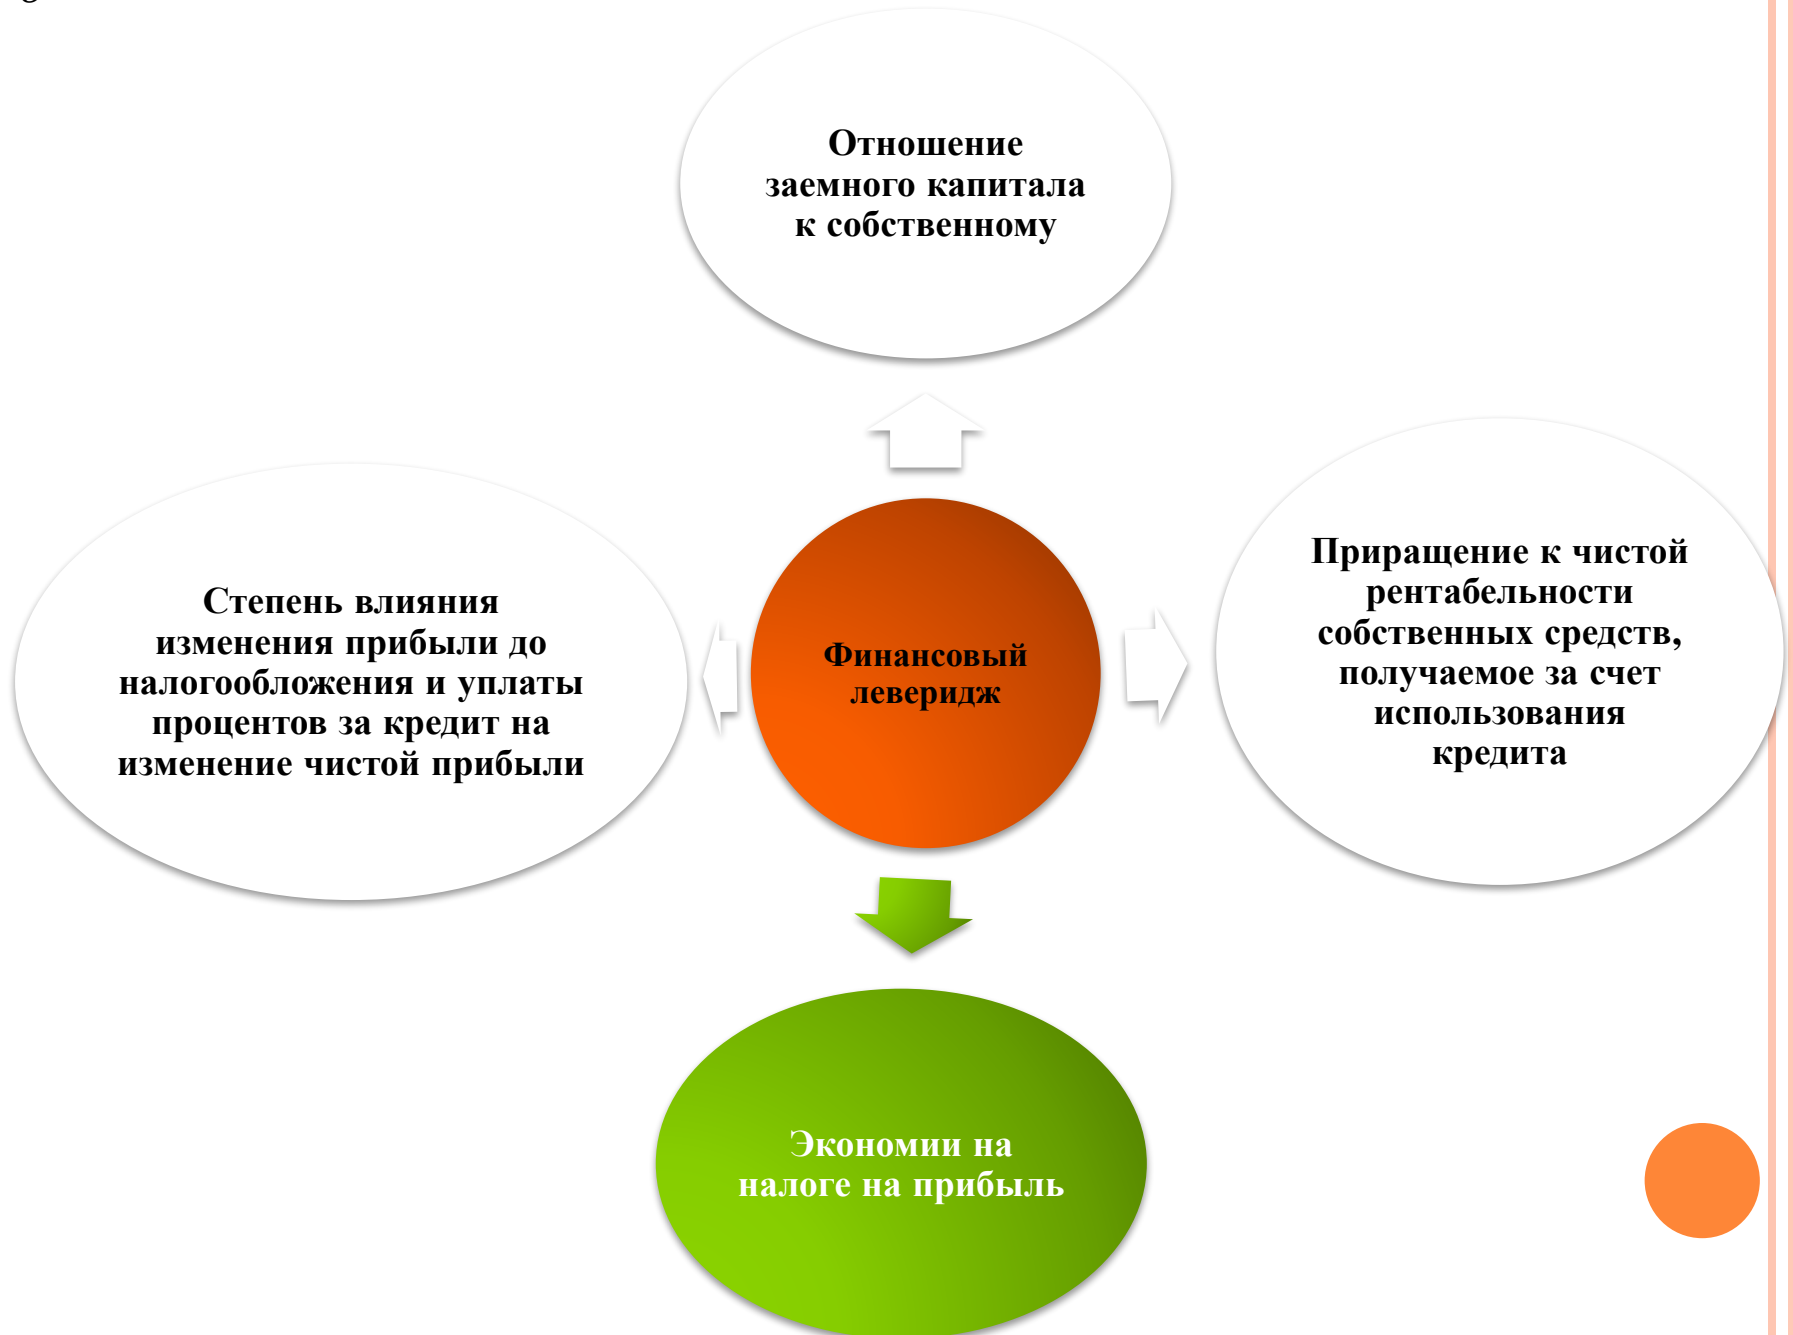 Отношение
заемного капитала
к собственному
Степень влияния
изменения прибыли до
налогообложения и уплаты
процентов за кредит на
изменение чистой прибыли
Финансовый
леверидж
Приращение к чистой
рентабельности
собственных средств,
получаемое за счет
использования
кредита
Экономии на
налоге на прибыль